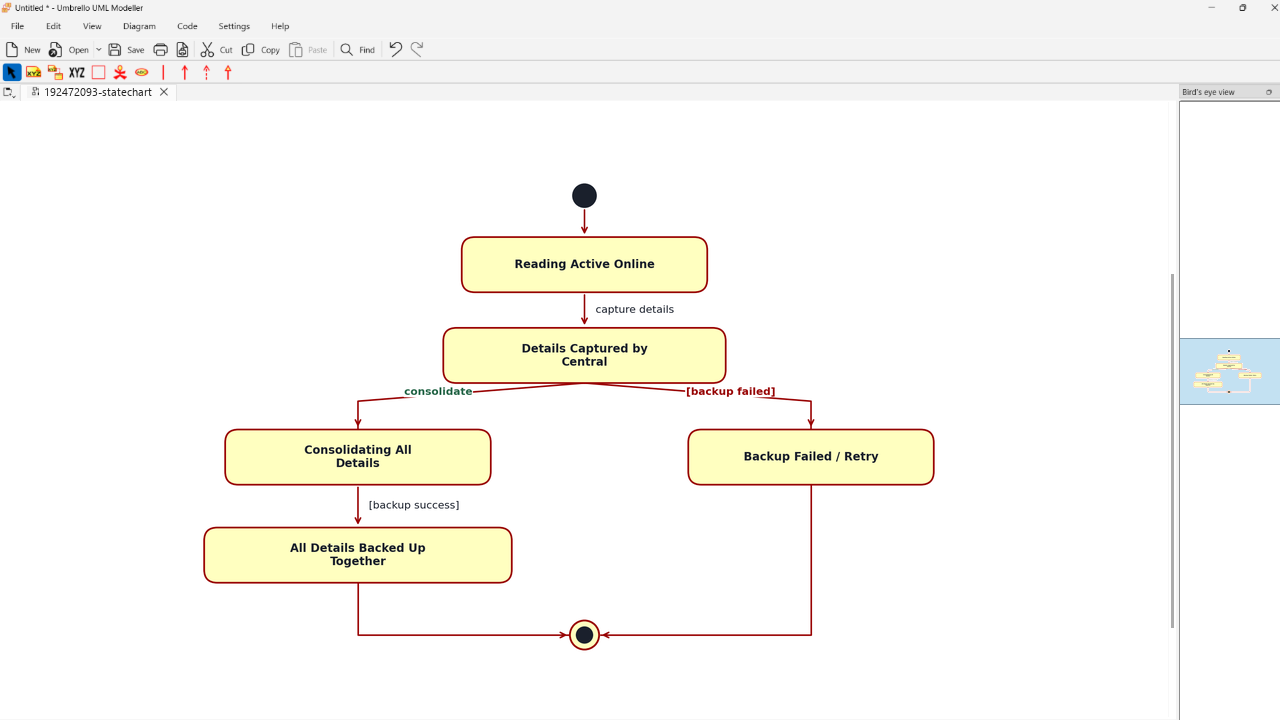 Untitled * - Umbrello UML Modeller
File Edit View Diagram Code Settings Help
New Open Save Cut Copy Paste Find
XYZ XYZ
192472093-statechart
Bird's eye view
Reading Active Online
capture details
Details Captured by
Central
consolidate
[backup failed]
Consolidating All
Details
Backup Failed / Retry
[backup success]
All Details Backed Up
Together